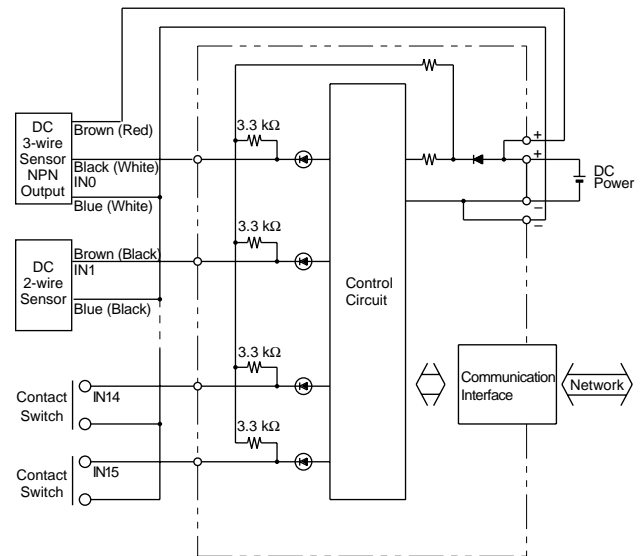 DC
3-wire
Sensor
NPN
Output
Brown (Red)
Black (White)
IN0
Blue (White)
3.3 kΩ
+
+
−
−
DC
Power
DC
2-wire
Sensor
Brown (Black)
IN1
Blue (Black)
3.3 kΩ
Control
Circuit
Contact
Switch
IN14
3.3 kΩ
Communication
Interface
Network
Contact
Switch
IN15
3.3 kΩ